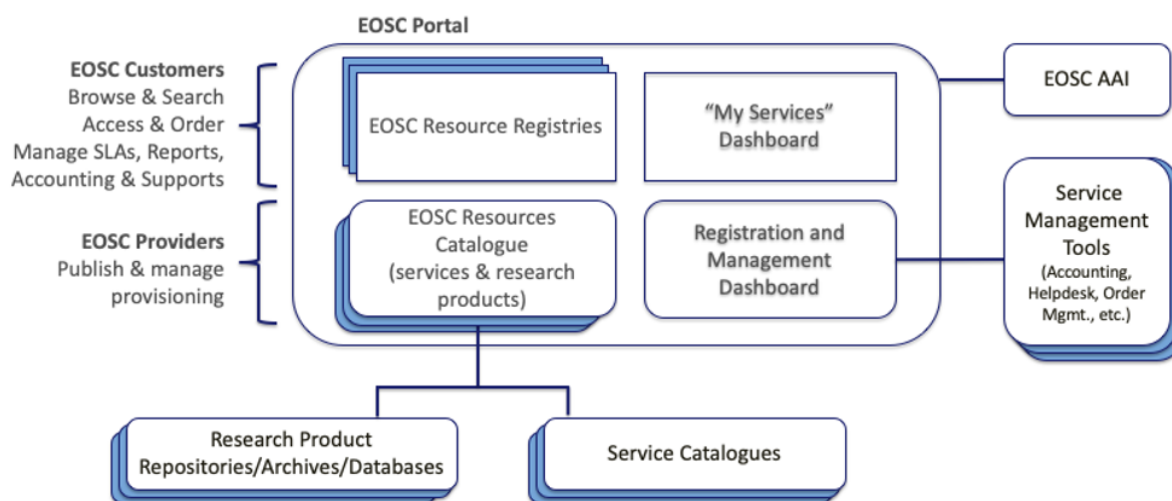 EOSC Portal
EOSC Customers
Browse & Search
Access & Order
Manage SLAs, Reports,
Accounting & Supports
EOSC Resource Registries
“My Services”
Dashboard
EOSC AAI
EOSC Providers
Publish & manage
provisioning
EOSC Resources
Catalogue
(services & research
products)
Registration and
Management
Dashboard
Service
Management
Tools
(Accounting,
Helpdesk, Order
Mgmt., etc.)
Research Product
Repositories/Archives/Databases
Service Catalogues